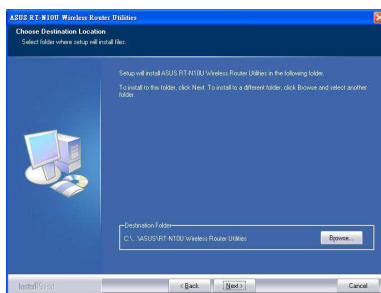 ASUS RT-N10U Wireless Router Utilities
Choose Destination Location
Select folder where setup will install files.
Setup will install ASUS RT-N10U Wireless Router Utilities in the following folder.
To install to this folder, click Next. To install to a different folder, click Browse and select another
folder.
Destination Folder
C:\...\ASUS\RT-N10U Wireless Router Utilities
Browse...
InstallShield
< Back
Next >
Cancel